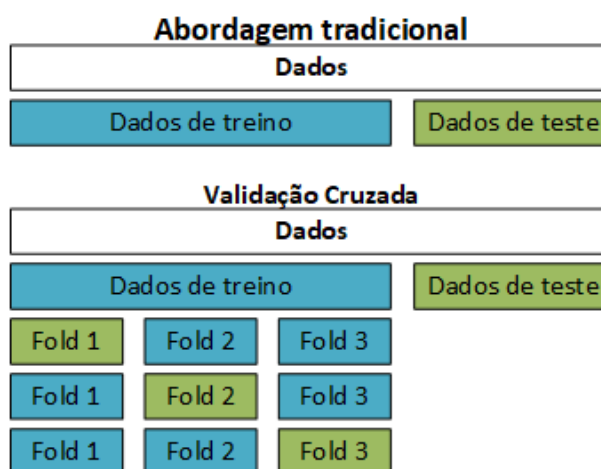 Abordagem tradicional
Dados
Dados de treino Dados de teste
Validação Cruzada
Dados
Dados de treino Dados de teste
Fold 1 Fold 2 Fold 3
Fold 1 Fold 2 Fold 3
Fold 1 Fold 2 Fold 3